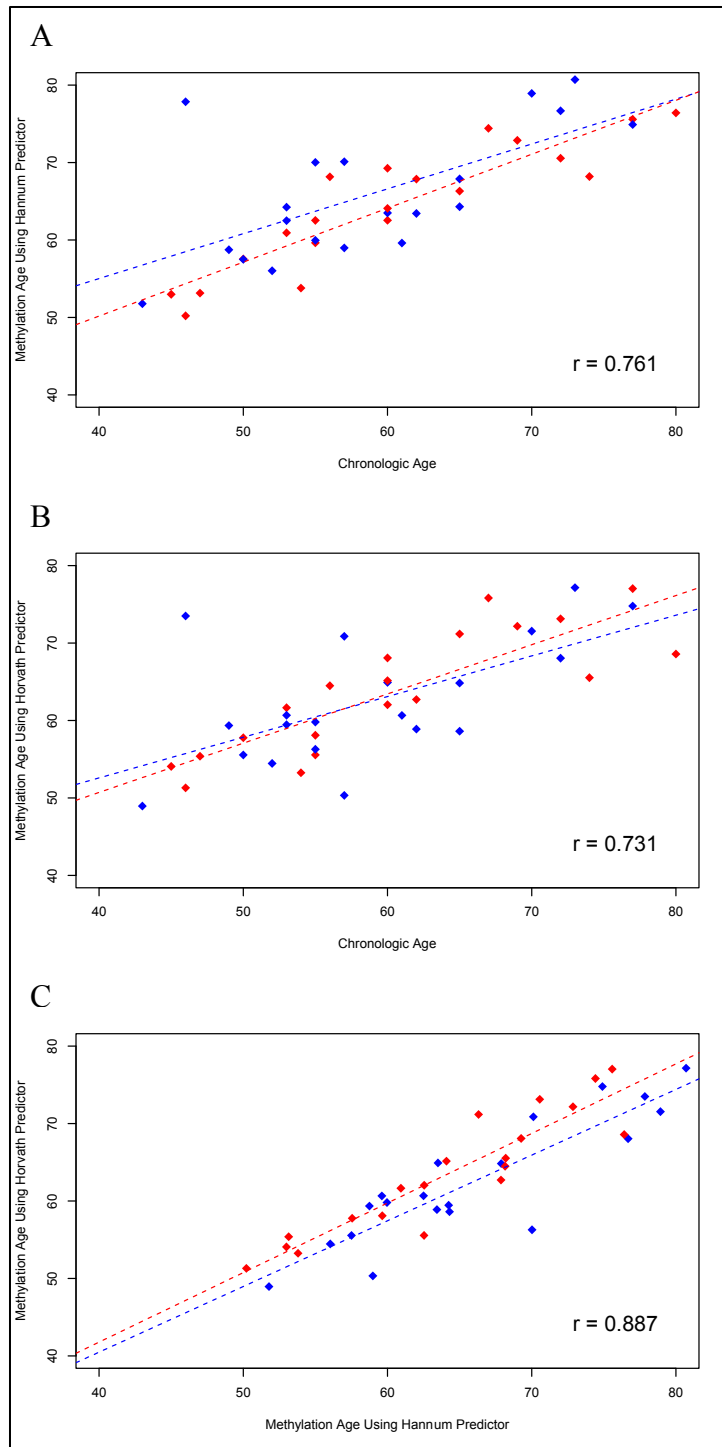 A
Methylation Age Using Hannum Predictor
80
70
60
50
40
r = 0.761
40 50 60 70 80
Chronologic Age
B
Methylation Age Using Horvath Predictor
80
70
60
50
40
r = 0.731
40 50 60 70 80
Chronologic Age
C
Methylation Age Using Horvath Predictor
80
70
60
50
40
r = 0.887
40 50 60 70 80
Methylation Age Using Hannum Predictor